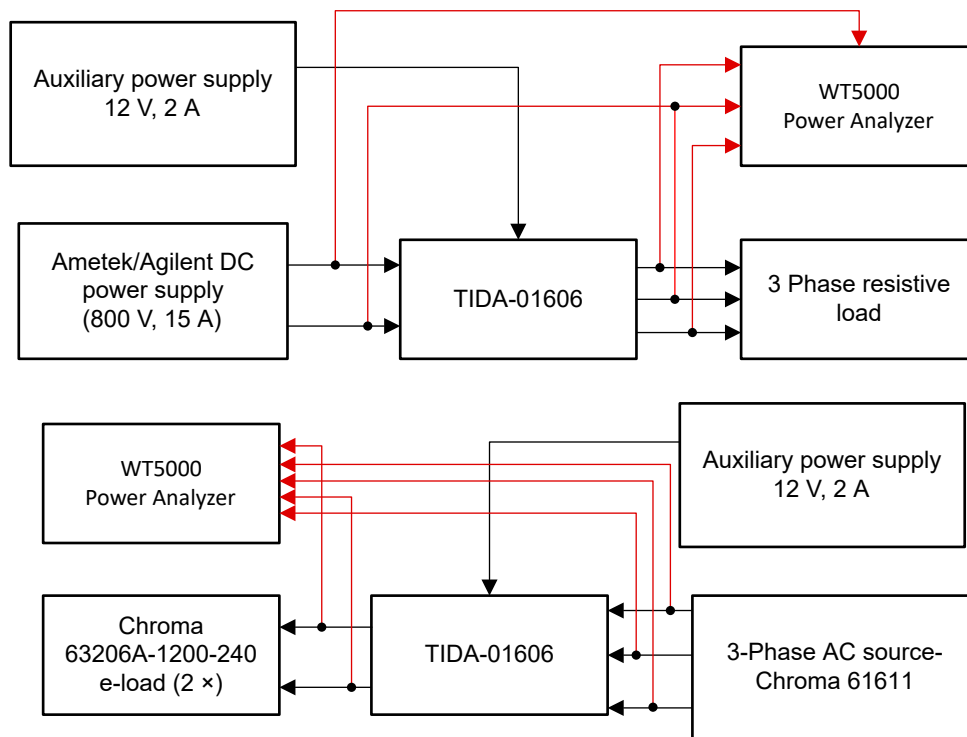 Auxiliary power supply
12 V, 2 A
WT5000
Power Analyzer
Ametek/Agilent DC
power supply
(800 V, 15 A)
TIDA-01606
3 Phase resistive
load
WT5000
Power Analyzer
Auxiliary power supply
12 V, 2 A
Chroma
63206A-1200-240
e-load (2 ×)
TIDA-01606
3-Phase AC source-
Chroma 61611